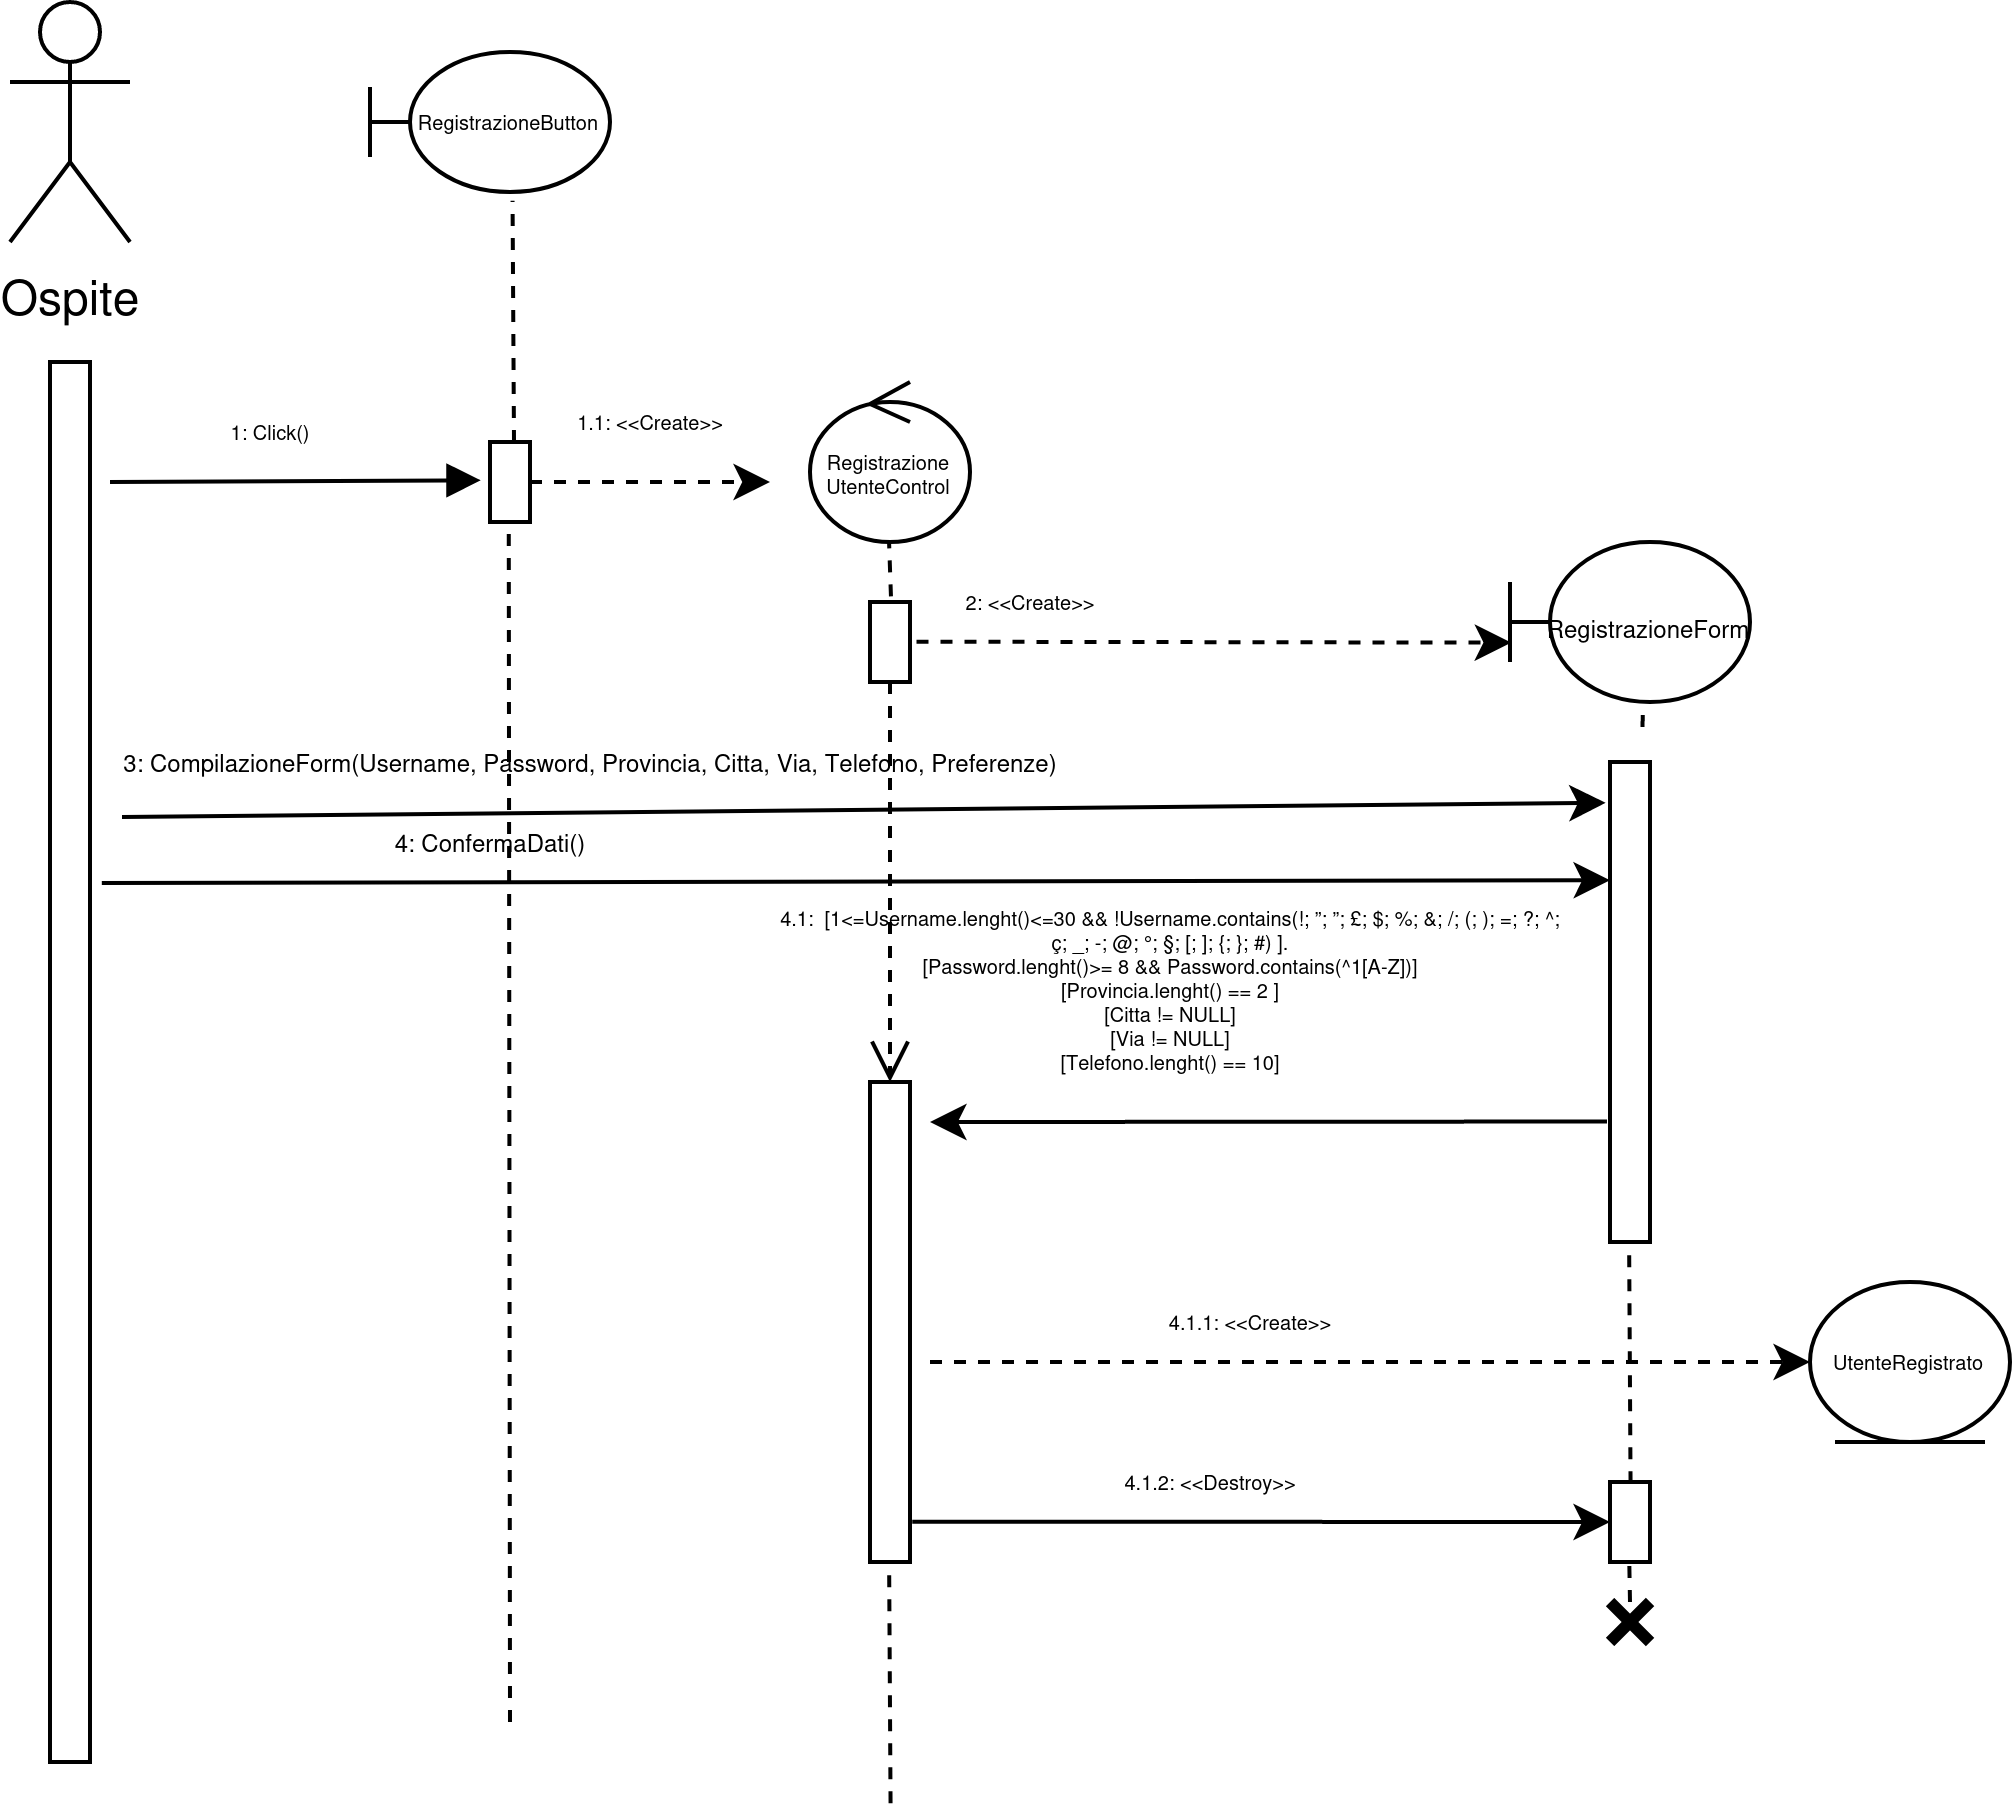 RegistrazioneButton
Ospite
1: Click()
1.1: <<Create>>
Registrazione
UtenteControl
2: <<Create>>
RegistrazioneForm
3: CompilazioneForm(Username, Password, Provincia, Citta, Via, Telefono, Preferenze)
4: ConfermaDati()
4.1:  [1<=Username.lenght()<=30 && !Username.contains(!; ”; ”; £; $; %; &; /; (; ); =; ?; ^;
ç; _; -; @; °; §; [; ]; {; }; #) ].
[Password.lenght()>= 8 && Password.contains(^1[A-Z])]
[Provincia.lenght() == 2 ]
[Citta != NULL]
[Via != NULL]
[Telefono.lenght() == 10]
4.1.1: <<Create>>
UtenteRegistrato
4.1.2: <<Destroy>>